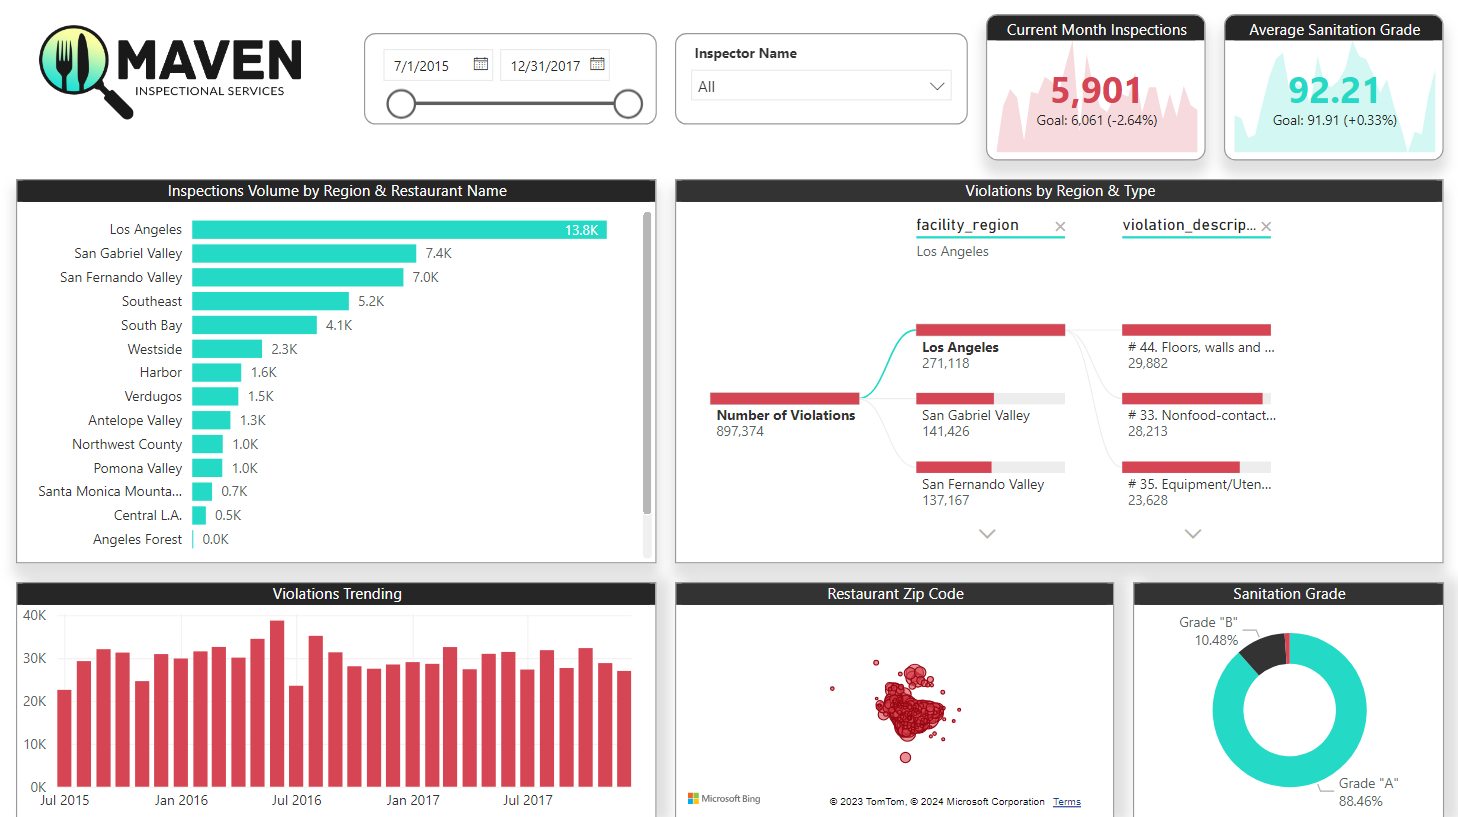 MAVEN
INSPECTIONAL SERVICES
7/1/2015
12/31/2017
Inspector Name
All
Current Month Inspections
5,901
Goal: 6,061 (-2.64%)
Average Sanitation Grade
92.21
Goal: 91.91 (+0.33%)
Inspections Volume by Region & Restaurant Name
Los Angeles 13.8K
San Gabriel Valley 7.4K
San Fernando Valley 7.0K
Southeast 5.2K
South Bay 4.1K
Westside 2.3K
Harbor 1.6K
Verdugos 1.5K
Antelope Valley 1.3K
Northwest County 1.0K
Pomona Valley 1.0K
Santa Monica Mounta... 0.7K
Central L.A. 0.5K
Angeles Forest 0.0K
Violations by Region & Type
facility_region
Los Angeles
violation_descrip...
Number of Violations
897,374
Los Angeles
271,118
San Gabriel Valley
141,426
San Fernando Valley
137,167
# 44. Floors, walls and ...
29,882
# 33. Nonfood-contact...
28,213
# 35. Equipment/Uten...
23,628
Violations Trending
40K
30K
20K
10K
0K
Jul 2015 Jan 2016 Jul 2016 Jan 2017 Jul 2017
Restaurant Zip Code
Microsoft Bing
© 2023 TomTom, © 2024 Microsoft Corporation Terms
Sanitation Grade
Grade "B"
10.48%
Grade "A"
88.46%